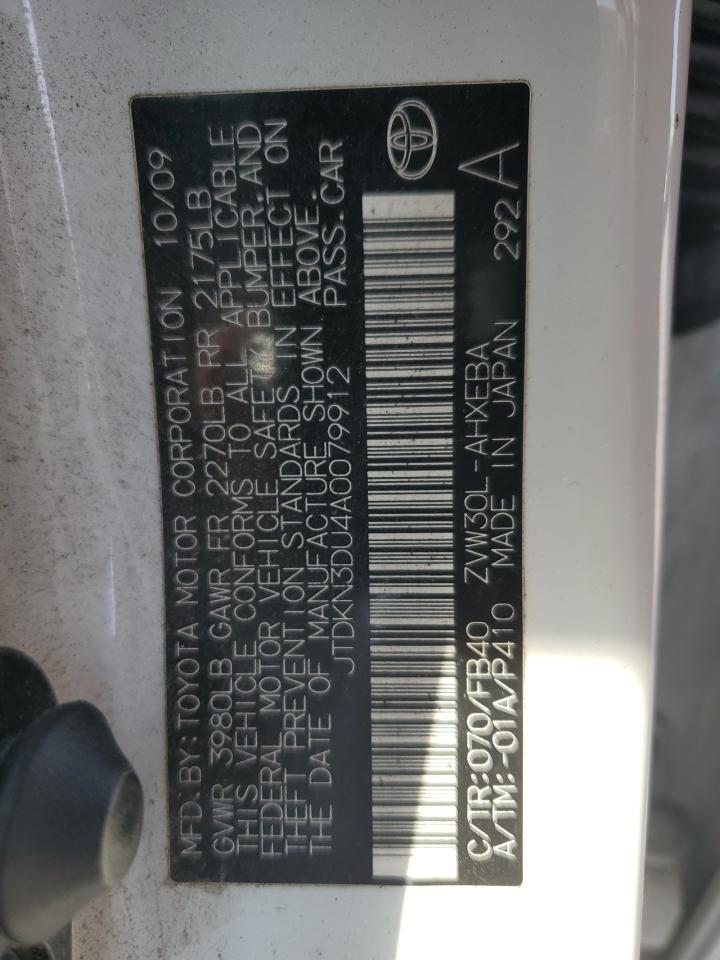 MFD.BY:TOYOTA MOTOR CORPORATION 10/09
GVWR 3980LB GAWR FR 2270LB RR 2175LB
THIS VEHICLE CONFORMS TO ALL APPLICABLE
FEDERAL MOTOR VEHICLE SAFETY, BUMPER, AND
THEFT PREVENTION STANDARDS IN EFFECT ON
THE DATE OF MANUFACTURE SHOWN ABOVE.
JTDKN3DU4A0079912 PASS.CAR
C/TR:070/FB40 ZVW30L-AHXEBA
A/TM:-01A/P410 MADE IN JAPAN 292 A